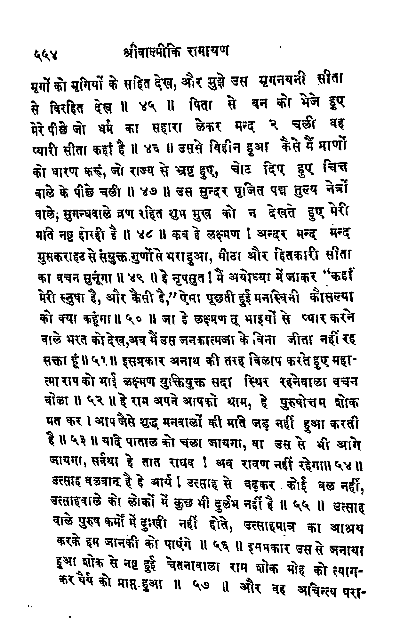 ५५४ श्रीवाल्मीकि रामायण
मृगों को मृगियों के सहित देख, और मुझे उस मृगनयनी सीता
से विरहित देख ॥ ४५ ॥ पिता से वन को भेजे हुए
मेरे पीछे जो धर्म का सहारा लेकर मन्द २ चली वह
प्यारी सीता कहां है ॥ ४६ ॥ उससे विहीन हुआ कैसे मैं प्राणों
को धारण करूं, जो राज्य से भ्रष्ट हुए, चोट दिए हुए चित्त
वाले के पीछे चली ॥ ४७ ॥ उस सुन्दर पूजित पद्म तुल्य नेत्रों
वाले, सुगन्धवाले व्रण रहित शुभ मुख को न देखते हुए मेरी
मति नष्ट होरही है ॥ ४८ ॥ कब हे लक्ष्मण ! अन्दर मन्द मन्द
मुसकराहट से संयुक्त गुणोंसे भराहुआ, मीठा और हितकारी सीता
का वचन सुनूंगा ॥ ४९ ॥ हे नृपसुत ! मैं अयोध्या में जाकर “कहां
मेरी स्नुषा है, और कैसी है,” ऐसा पूछती हुई मनस्विनी कौसल्या
को क्या कहूंगा ॥ ५० ॥ जा हे लक्ष्मण तू भाइयों से प्यार करने
वाले भरत को देख, अब मैं उस जनकात्मजा के बिना जीता नहीं रह
सक्ता हूं ॥ ५१ ॥ इसप्रकार अनाथ की तरह विलाप करते हुए महा-
त्मा राम को भाई लक्ष्मण युक्तियुक्त सदा स्थिर रहनेवाला वचन
बोला ॥ ५२ ॥ हे राम अपने आपको थाम, हे पुरुषोत्तम शोक
मत कर ! आप जैसे शुद्ध मनवालों की मति जड़ नहीं हुआ करती
है ॥ ५३ ॥ यदि पाताल को चला जायगा, वा उस से भी आगे
जायगा, सर्वथा हे तात राघव ! अब रावण नहीं रहेगा ॥ ५४ ॥
उत्साह बलवान् है हे आर्य ! उत्साह से बढ़कर कोई बल नहीं,
उत्साहवाले को लोकों में कुछ भी दुर्लभ नहीं है ॥ ५५ ॥ उत्साह
वाले पुरुष कर्मों में दुःखी नहीं होते, उत्साहमात्र का आश्रय
करके हम जानकी को पाएंगे ॥ ५६ ॥ इसप्रकार उस से जनाया
हुआ शोक से नष्ट हुई चेतनावाला राम शोक मोह को त्याग-
कर धैर्य को प्राप्त हुआ ॥ ५७ ॥ और वह अचिन्त्य परा-